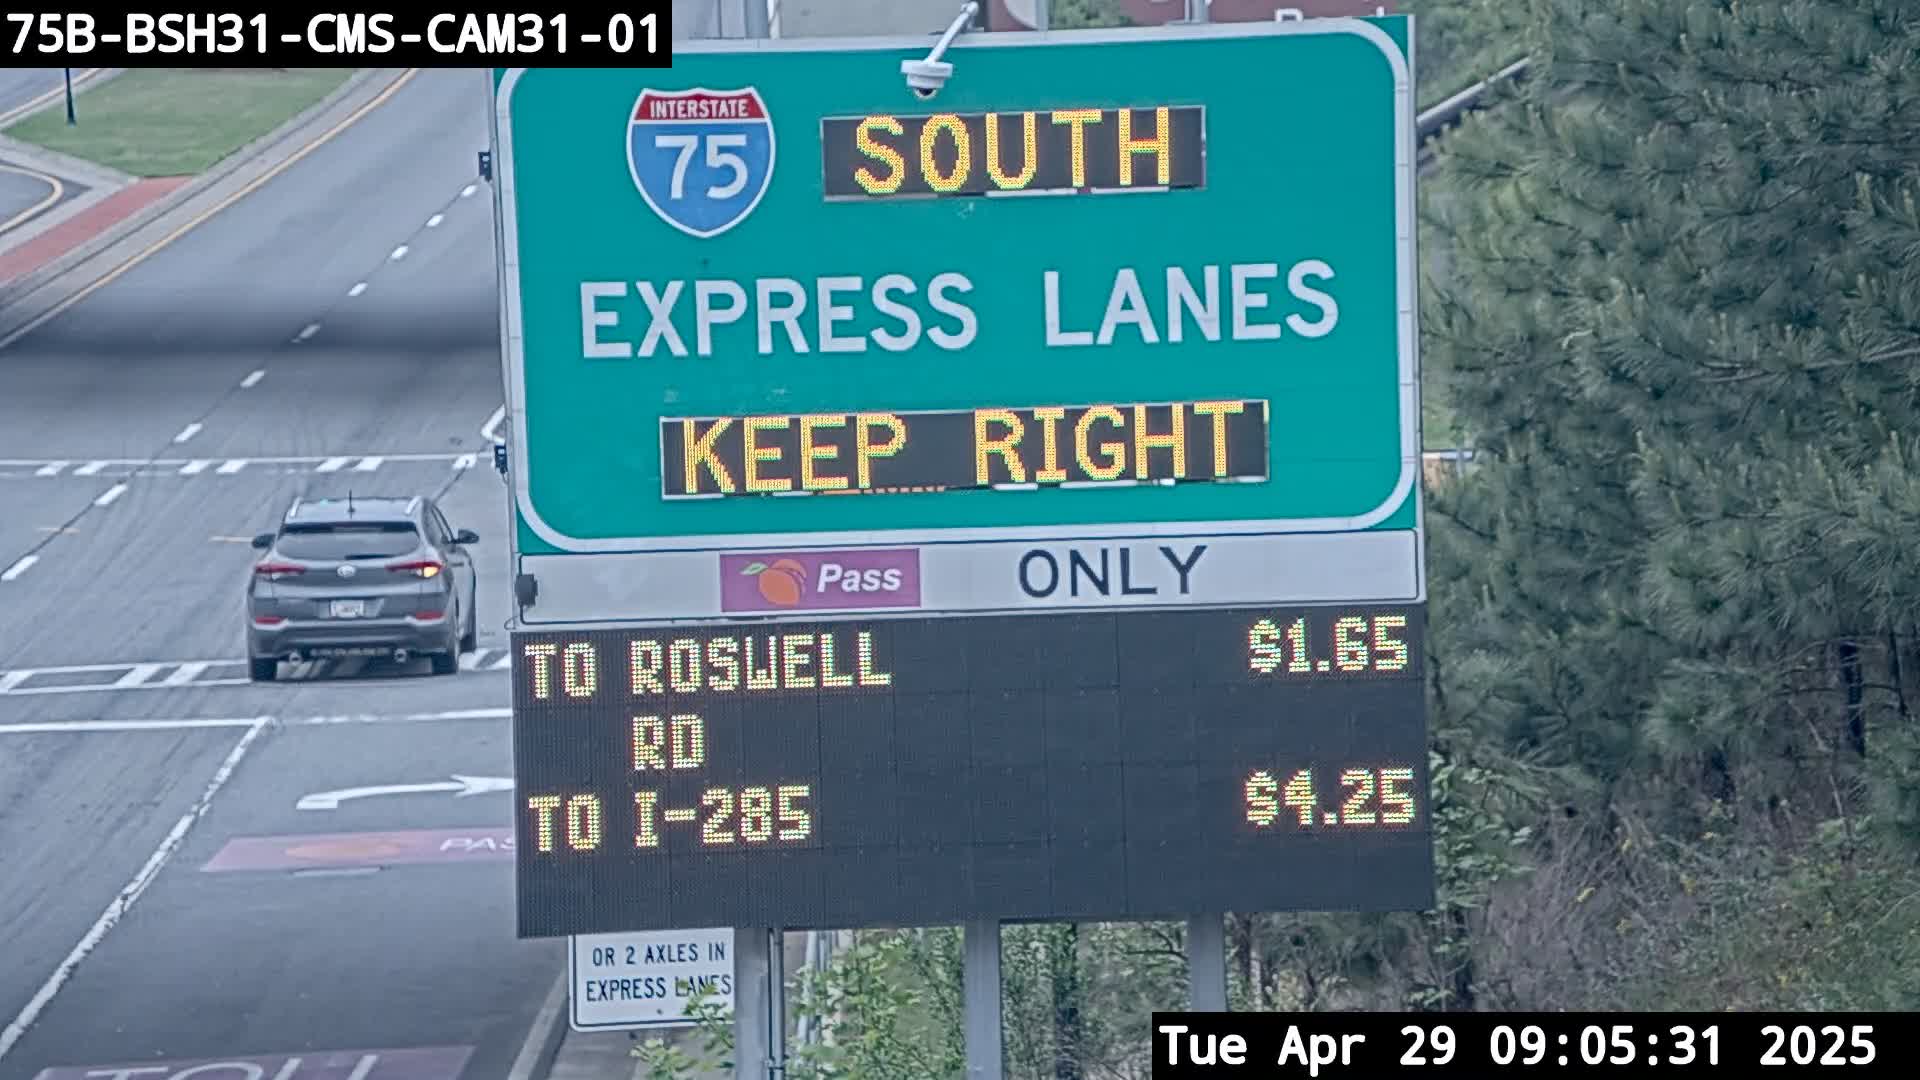 75B-BSH31-CMS-CAM31-01
INTERSTATE
75
SOUTH
EXPRESS LANES
KEEP RIGHT
Pass ONLY
TO ROSWELL $1.65
RD
TO I-285 $4.25
OR 2 AXLES IN
EXPRESS LANES
TOLL
Tue Apr 29 09:05:31 2025